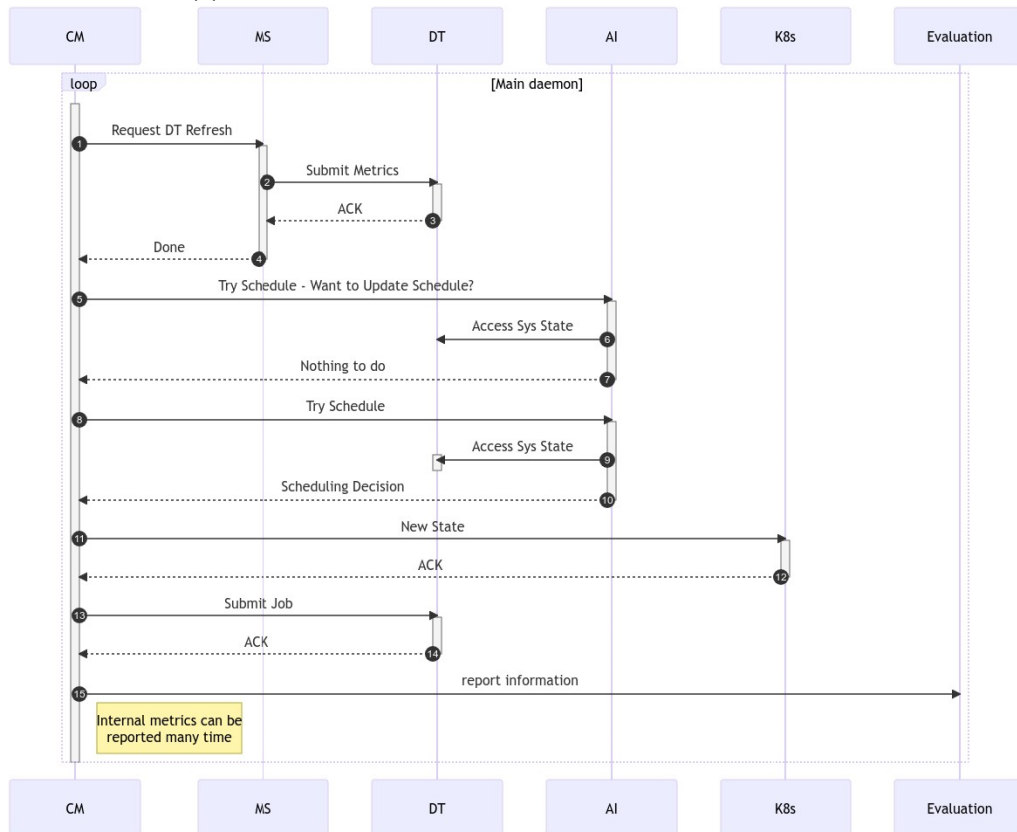 CM MS DT AI K8s Evaluation
loop [Main daemon]
Request DT Refresh
1
Submit Metrics
2
ACK
3
Done
4
Try Schedule - Want to Update Schedule?
5
Access Sys State
6
Nothing to do
7
Try Schedule
8
Access Sys State
9
Scheduling Decision
10
New State
11
ACK
12
Submit Job
13
ACK
14
report information
15
Internal metrics can be
reported many time
CM MS DT AI K8s Evaluation